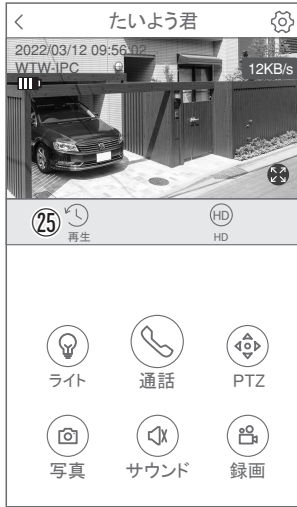 たいよう君
2022/03/12 09:56:02
WTW-IPC
12KB/s
㉕
再生
HD
HD
ライト
通話
PTZ
写真
サウンド
録画